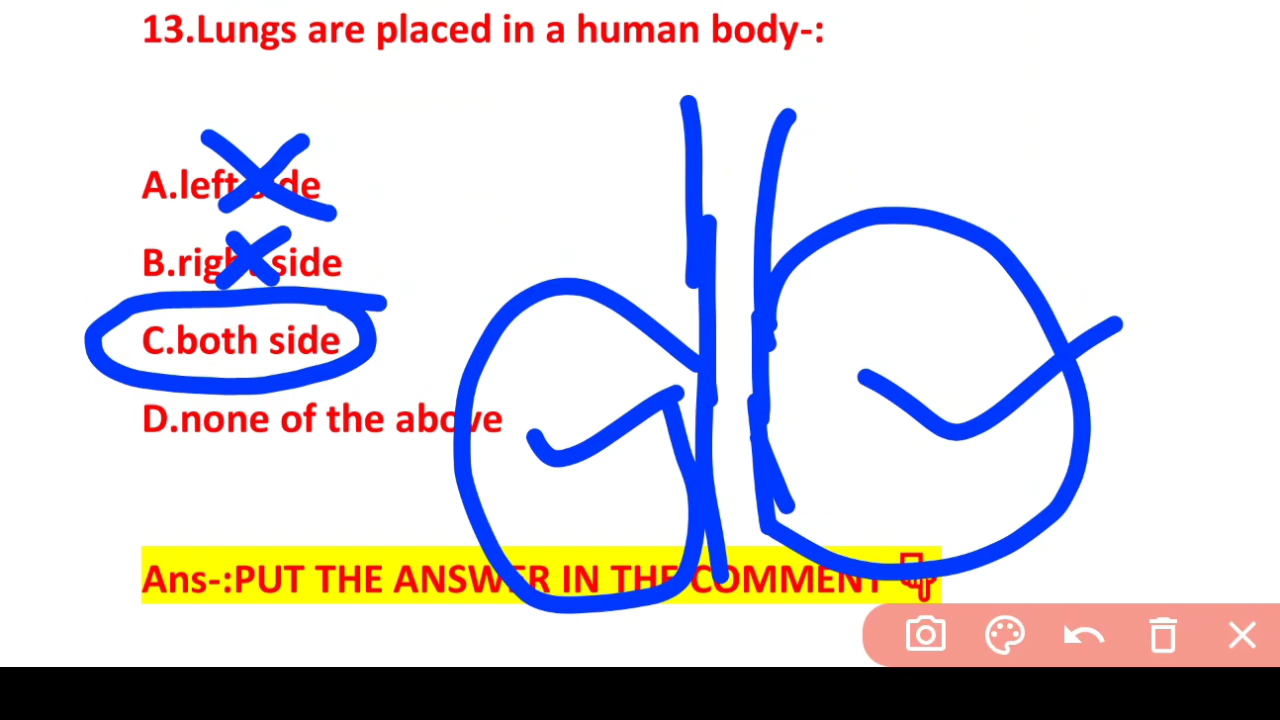 13.Lungs are placed in a human body-:
A.left side
B.right side
C.both side
D.none of the above
Ans-:PUT THE ANSWER IN THE COMMENT 👇